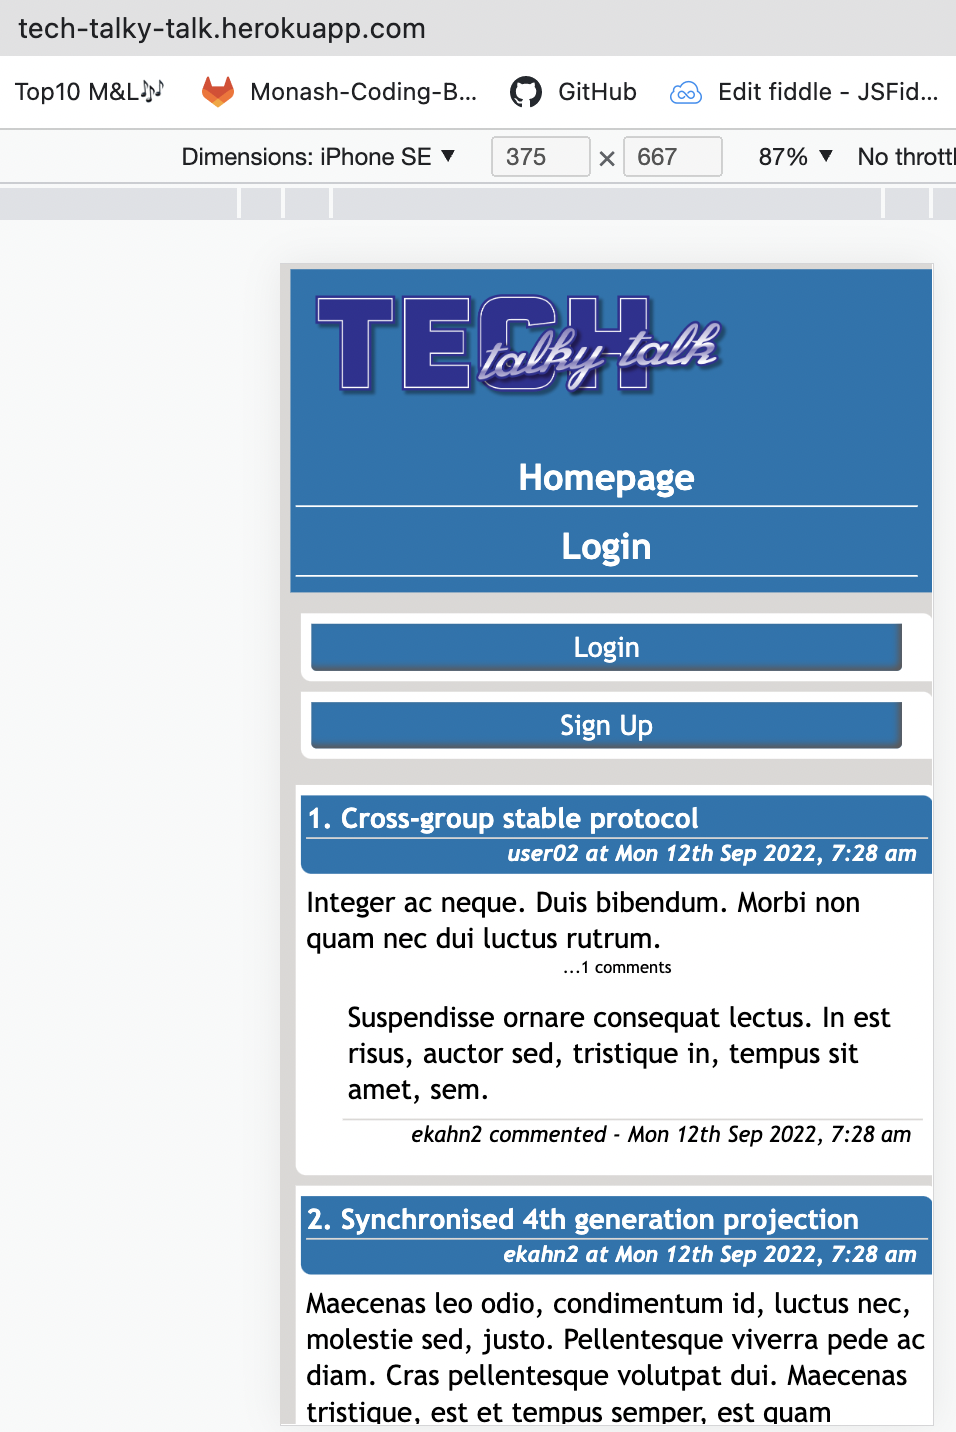 tech-talky-talk.herokuapp.com
Top10 M&L🎶 Monash-Coding-B... GitHub Edit fiddle - JSFid...
Dimensions: iPhone SE ▼ 375 × 667 87% ▼ No thrott
TECH talky talk
Homepage
Login
Login
Sign Up
1. Cross-group stable protocol
user02 at Mon 12th Sep 2022, 7:28 am
Integer ac neque. Duis bibendum. Morbi non
quam nec dui luctus rutrum.
...1 comments
Suspendisse ornare consequat lectus. In est
risus, auctor sed, tristique in, tempus sit
amet, sem.
ekahn2 commented - Mon 12th Sep 2022, 7:28 am
2. Synchronised 4th generation projection
ekahn2 at Mon 12th Sep 2022, 7:28 am
Maecenas leo odio, condimentum id, luctus nec,
molestie sed, justo. Pellentesque viverra pede ac
diam. Cras pellentesque volutpat dui. Maecenas
tristique, est et tempus semper, est quam